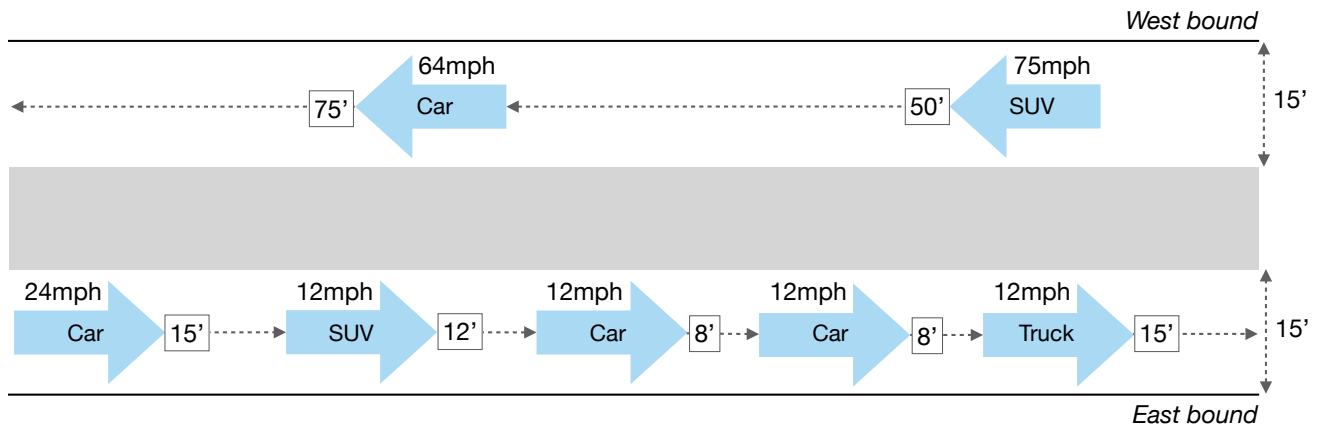 West bound
64mph
75mph
75’
Car
50’
SUV
15’
24mph
12mph
12mph
12mph
12mph
Car
15’
SUV
12’
Car
8’
Car
8’
Truck
15’
15’
East bound